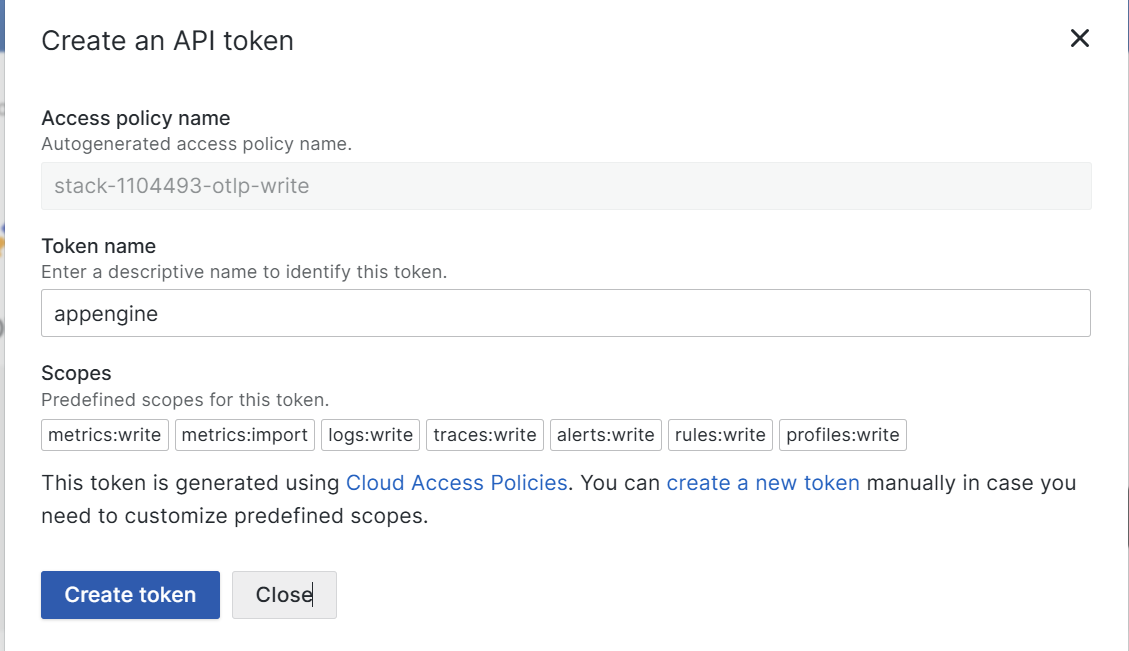 Create an API token
Access policy name
Autogenerated access policy name.
stack-1104493-otlp-write
Token name
Enter a descriptive name to identify this token.
appengine
Scopes
Predefined scopes for this token.
metrics:write metrics:import logs:write traces:write alerts:write rules:write profiles:write
This token is generated using Cloud Access Policies. You can create a new token manually in case you
need to customize predefined scopes.
Create token Close